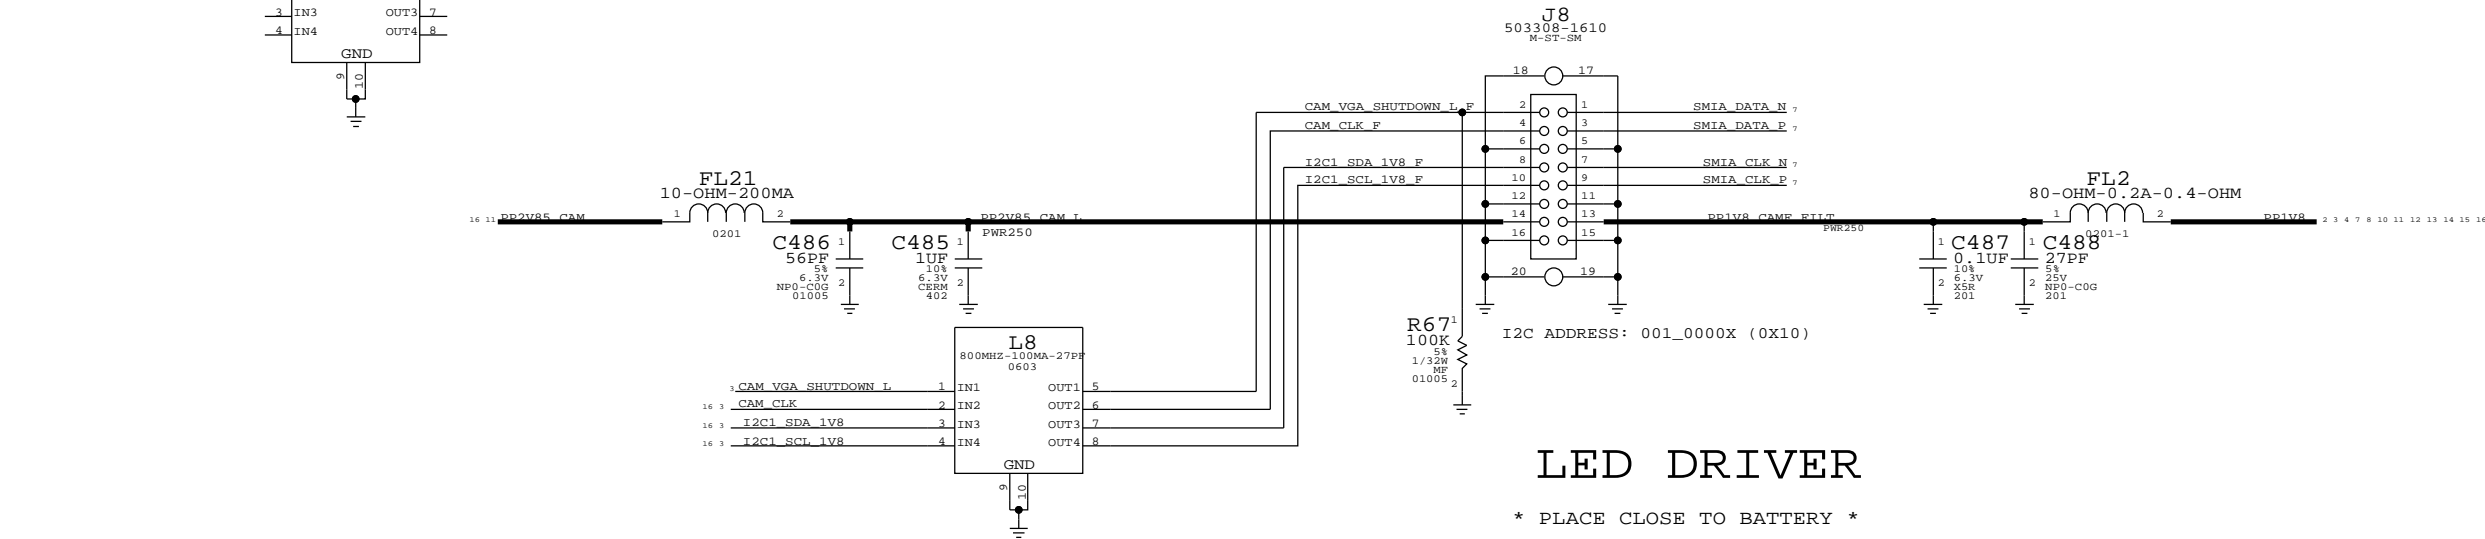 3 IN3 OUT3 7
4 IN4 OUT4 8
GND
9 10
J8
503308-1610
M-ST-SM
18 17
CAM_VGA_SHUTDOWN_L_F 2 1 SMIA_DATA_N 7
CAM_CLK_F 4 3 SMIA_DATA_P 7
6 5
I2C1_SDA_1V8_F 8 7 SMIA_CLK_N 7
I2C1_SCL_1V8_F 10 9 SMIA_CLK_P 7
12 11
14 13
16 15
20 19
FL21
10-OHM-200MA
16 11 PP2V85_CAM 1 2 PP2V85_CAM_L
0201
PWR250
C486 1
56PF
5%
6.3V
NP0-C0G 2
01005
C485 1
1UF
10%
6.3V
CERM 2
402
FL2
80-OHM-0.2A-0.4-OHM
PP1V8_CAMF_FILT 1 2 PP1V8 2 3 4 7 8 10 11 12 13 14 15 16
PWR250
0201-1
1 C487
0.1UF
10%
6.3V
2 X5R
201
1 C488
27PF
5%
25V
2 NP0-C0G
201
R67 1
100K
5%
1/32W
MF
01005 2
I2C ADDRESS: 001_0000X (0X10)
L8
800MHZ-100MA-27PF
0603
3 CAM_VGA_SHUTDOWN_L 1 IN1 OUT1 5
16 3 CAM_CLK 2 IN2 OUT2 6
16 3 I2C1_SDA_1V8 3 IN3 OUT3 7
16 3 I2C1_SCL_1V8 4 IN4 OUT4 8
GND
9 10
LED DRIVER
* PLACE CLOSE TO BATTERY *